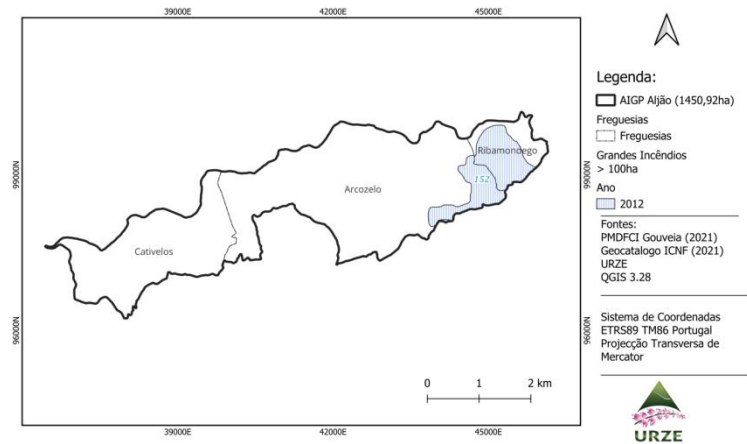 39000E
42000E
45000E
99000N
99000N
Ribamondego
152
Arcozelo
Cativelos
96000N
96000N
0 1 2 km
39000E
42000E
45000E
Legenda:
AIGP Aljão (1450,92ha)
Freguesias
Freguesias
Grandes Incêndios
> 100ha
Ano
2012
Fontes:
PMDFCI Gouveia (2021)
Geocatalogo ICNF (2021)
URZE
QGIS 3.28
Sistema de Coordenadas
ETRS89 TM86 Portugal
Projecção Transversa de
Mercator
URZE